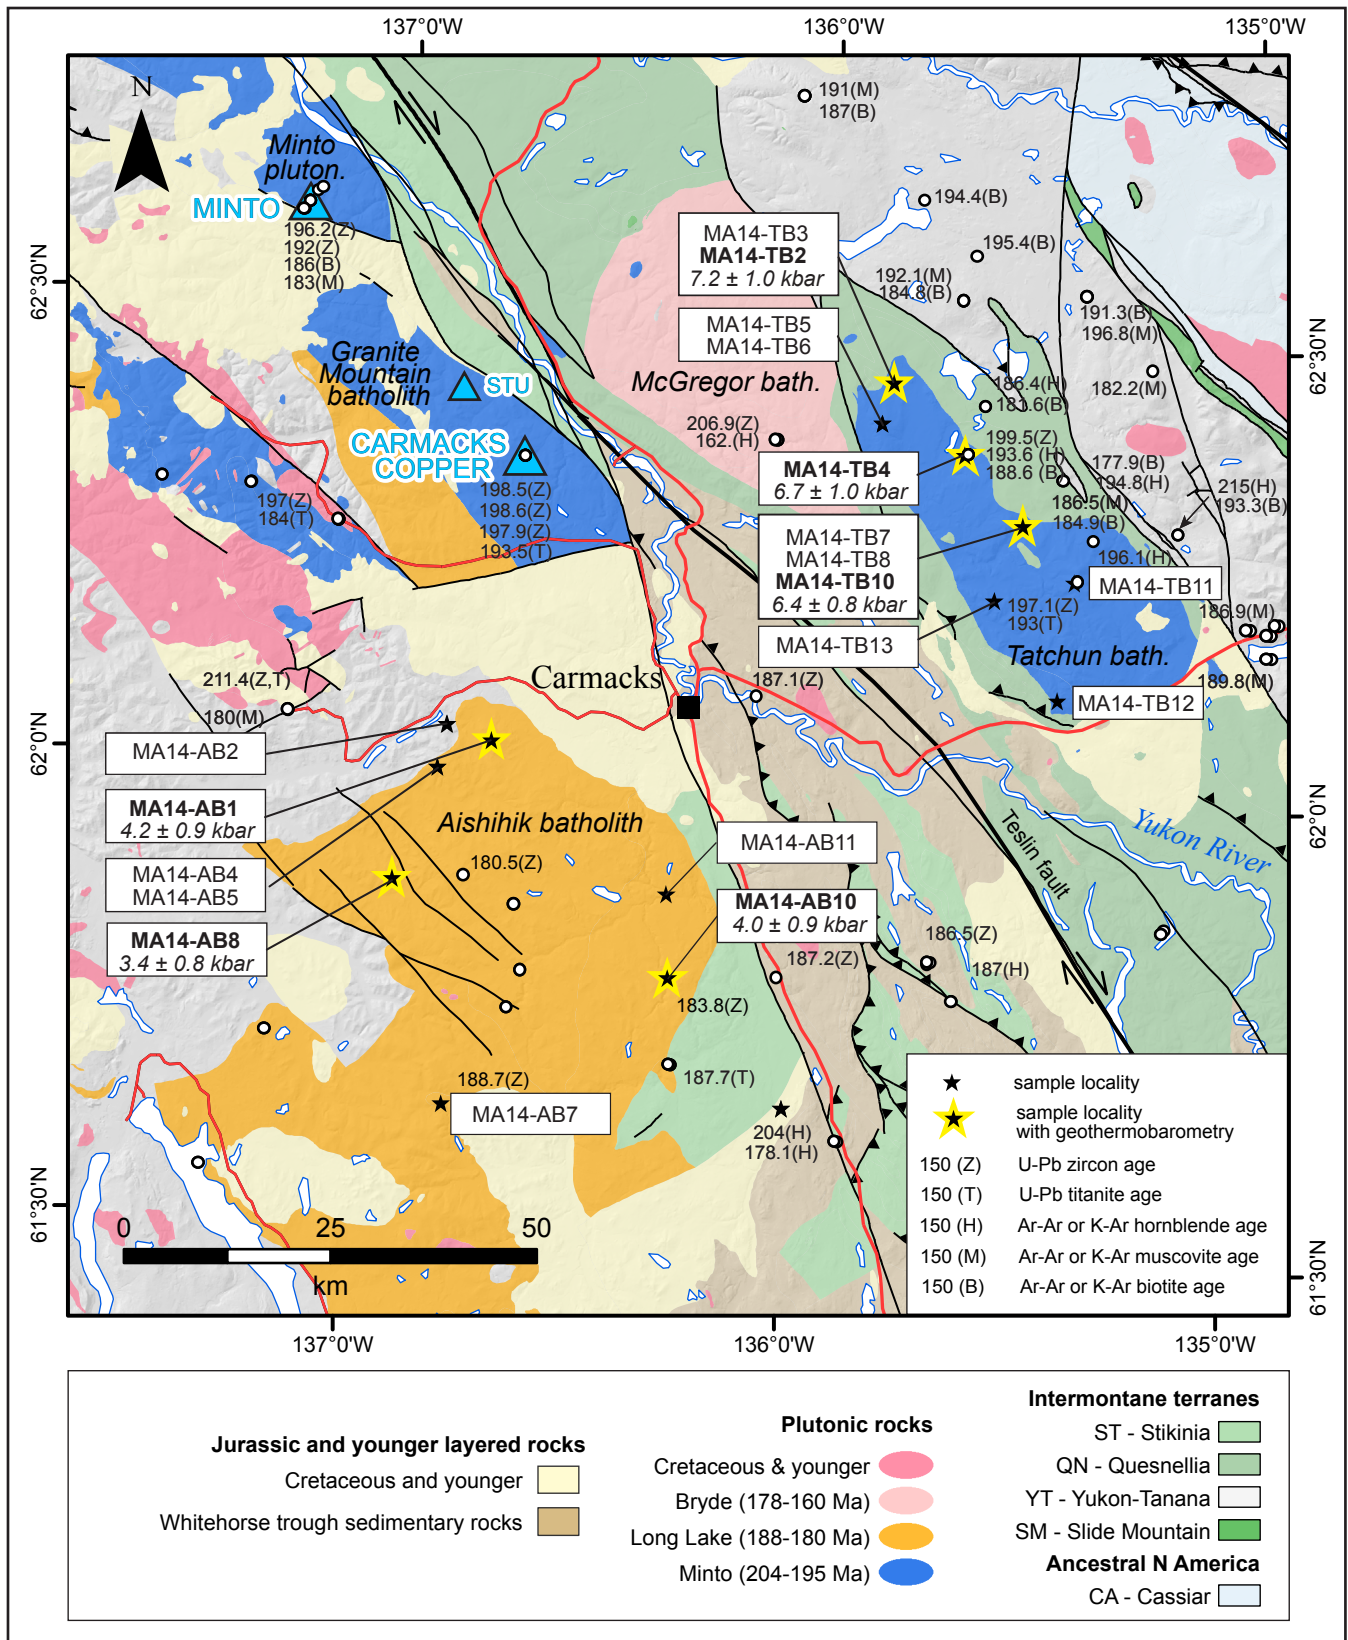 137°0'W
136°0'W
135°0'W
N
191(M)
187(B)
Minto
pluton.
MINTO
196.2(Z)
192(Z)
186(B)
183(M)
194.4(B)
MA14-TB3
MA14-TB2
7.2 ± 1.0 kbar
195.4(B)
192.1(M)
184.8(B)
62°30'N
191.3(B)
196.8(M)
MA14-TB5
MA14-TB6
62°30'N
Granite
Mountain
batholith
STU
McGregor bath.
182.2(M)
186.4(H)
181.6(B)
206.9(Z)
162.(H)
CARMACKS
COPPER
199.5(Z)
193.6 (H)
188.6 (B)
MA14-TB4
6.7 ± 1.0 kbar
177.9(B)
194.8(H)
215(H)
193.3(B)
197(Z)
184(T)
198.5(Z)
198.6(Z)
197.9(Z)
193.5(T)
186.5(M)
184.9(B)
MA14-TB7
MA14-TB8
MA14-TB10
6.4 ± 0.8 kbar
196.1(H)
MA14-TB11
197.1(Z)
193(T)
186.9(M)
MA14-TB13
Tatchun bath.
Carmacks
187.1(Z)
189.8(M)
211.4(Z,T)
180(M)
MA14-TB12
62°0'N
MA14-AB2
MA14-AB1
4.2 ± 0.9 kbar
Aishihik batholith
MA14-AB11
Teslin fault
Yukon River
62°0'N
180.5(Z)
MA14-AB4
MA14-AB5
MA14-AB10
4.0 ± 0.9 kbar
MA14-AB8
3.4 ± 0.8 kbar
186.5(Z)
187.2(Z)
187(H)
183.8(Z)
187.7(T)
188.7(Z)
MA14-AB7
204(H)
178.1(H)
61°30'N
61°30'N
sample locality
sample locality
with geothermobarometry
150 (Z) U-Pb zircon age
150 (T) U-Pb titanite age
150 (H) Ar-Ar or K-Ar hornblende age
150 (M) Ar-Ar or K-Ar muscovite age
150 (B) Ar-Ar or K-Ar biotite age
0 25 50
km
137°0'W
136°0'W
135°0'W
Jurassic and younger layered rocks
Cretaceous and younger
Whitehorse trough sedimentary rocks
Plutonic rocks
Cretaceous & younger
Bryde (178-160 Ma)
Long Lake (188-180 Ma)
Minto (204-195 Ma)
Intermontane terranes
ST - Stikinia
QN - Quesnellia
YT - Yukon-Tanana
SM - Slide Mountain
Ancestral N America
CA - Cassiar